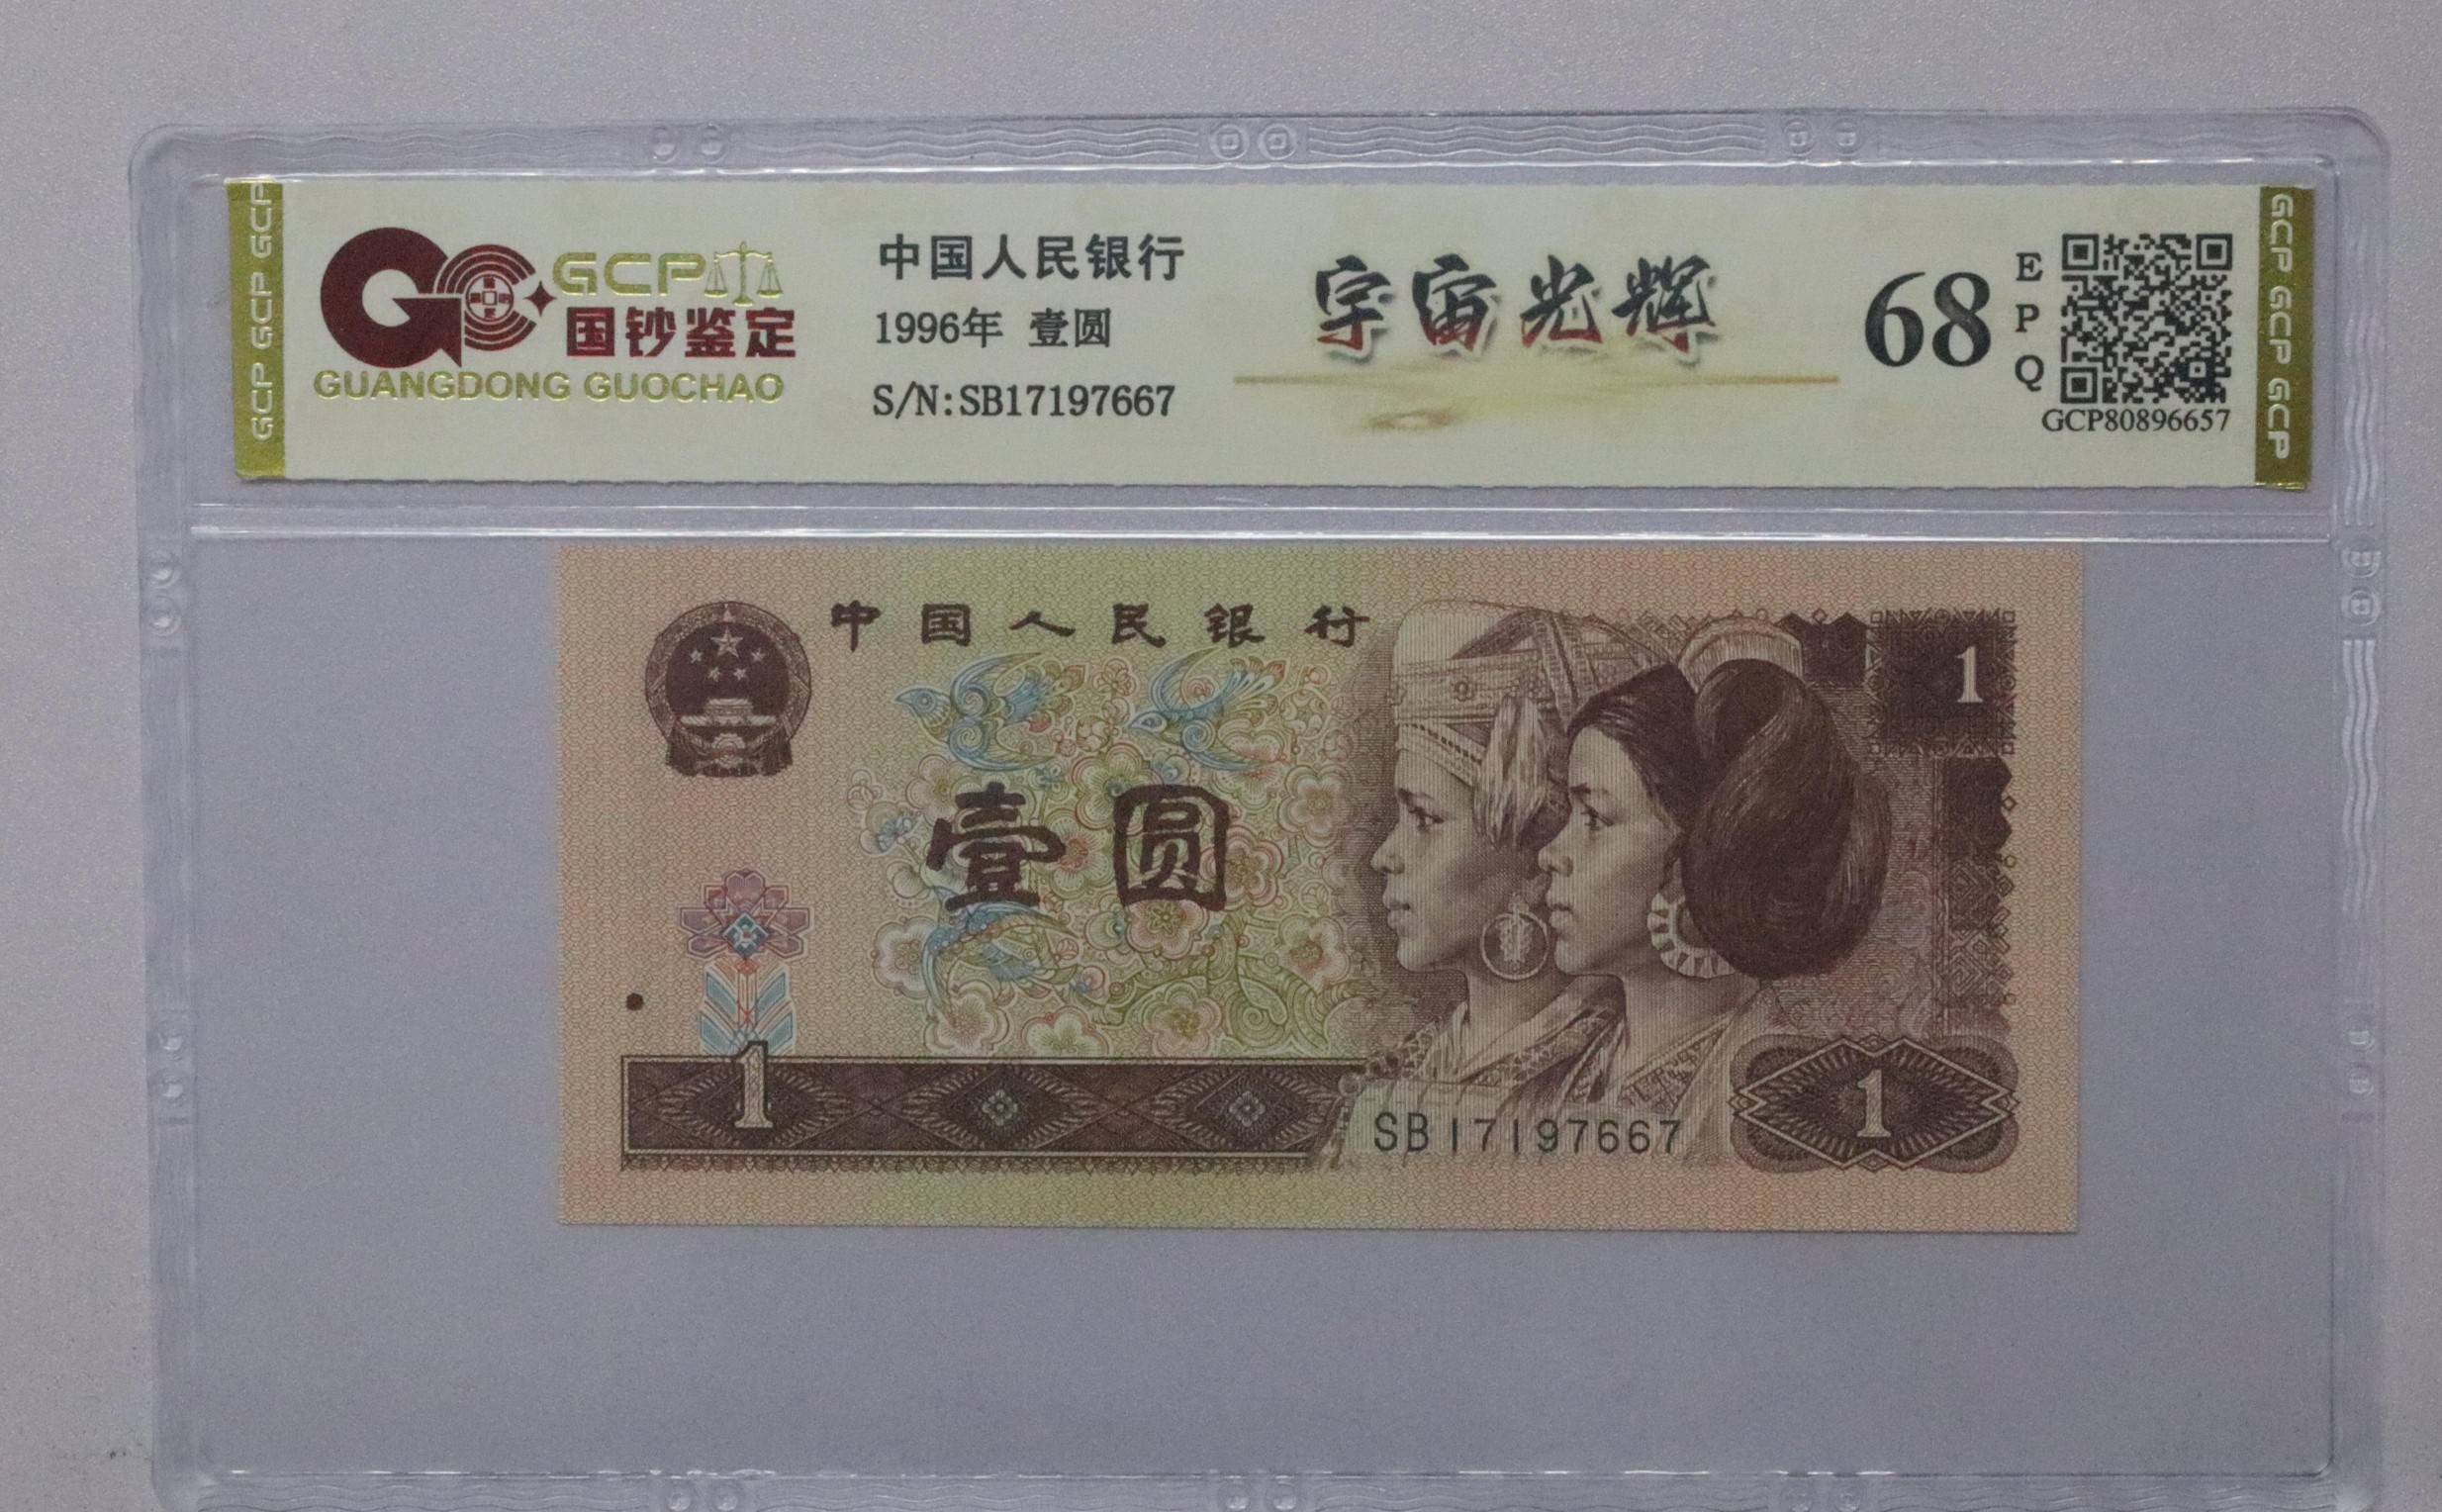 GCP GCP GCP
GCP
国钞鉴定
GUANGDONG GUOCHAO
中国人民银行
1996年 壹圆
S/N:SB17197667
宇宙光辉
68
E
P
Q
GCP80896657
GCP GCP GCP
中国人民银行
1
壹圆
1
SB17197667
1